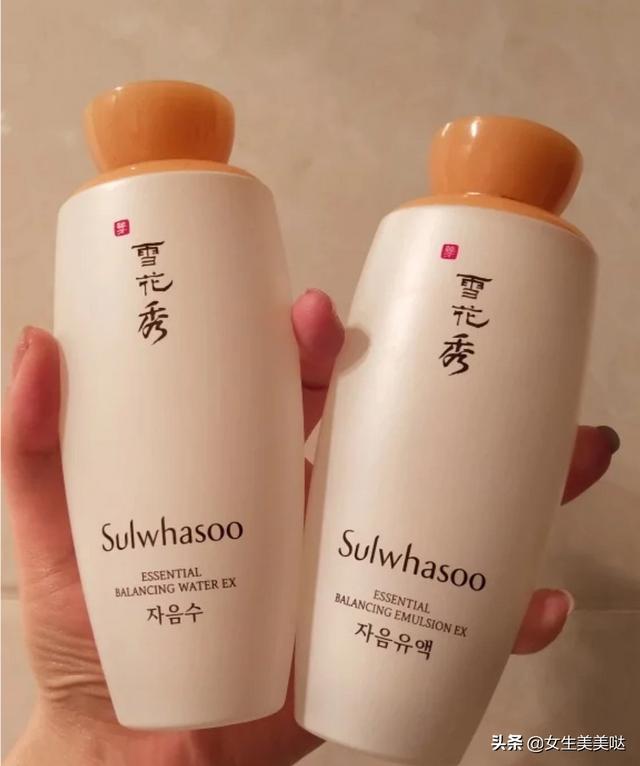 雪花秀
Sulwhasoo
ESSENTIAL
BALANCING WATER EX
자음수
雪花秀
Sulwhasoo
ESSENTIAL
BALANCING EMULSION EX
자음유액
头条 @女生美美哒